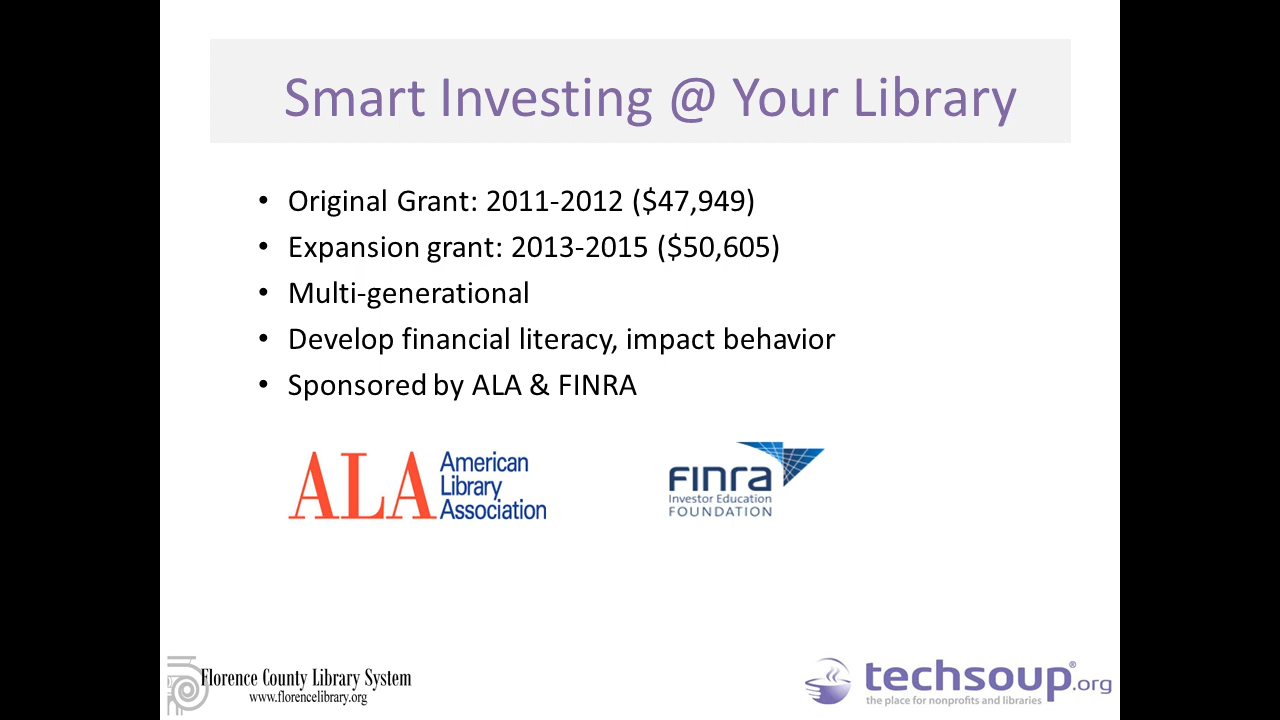 Smart Investing @ Your Library
• Original Grant: 2011-2012 ($47,949)
• Expansion grant: 2013-2015 ($50,605)
• Multi-generational
• Develop financial literacy, impact behavior
• Sponsored by ALA & FINRA
ALA American
Library
Association
FINra
Investor Education
FOUNDATION
Florence County Library System
www.florencelibrary.org
techsoup®.org
the place for nonprofits and libraries